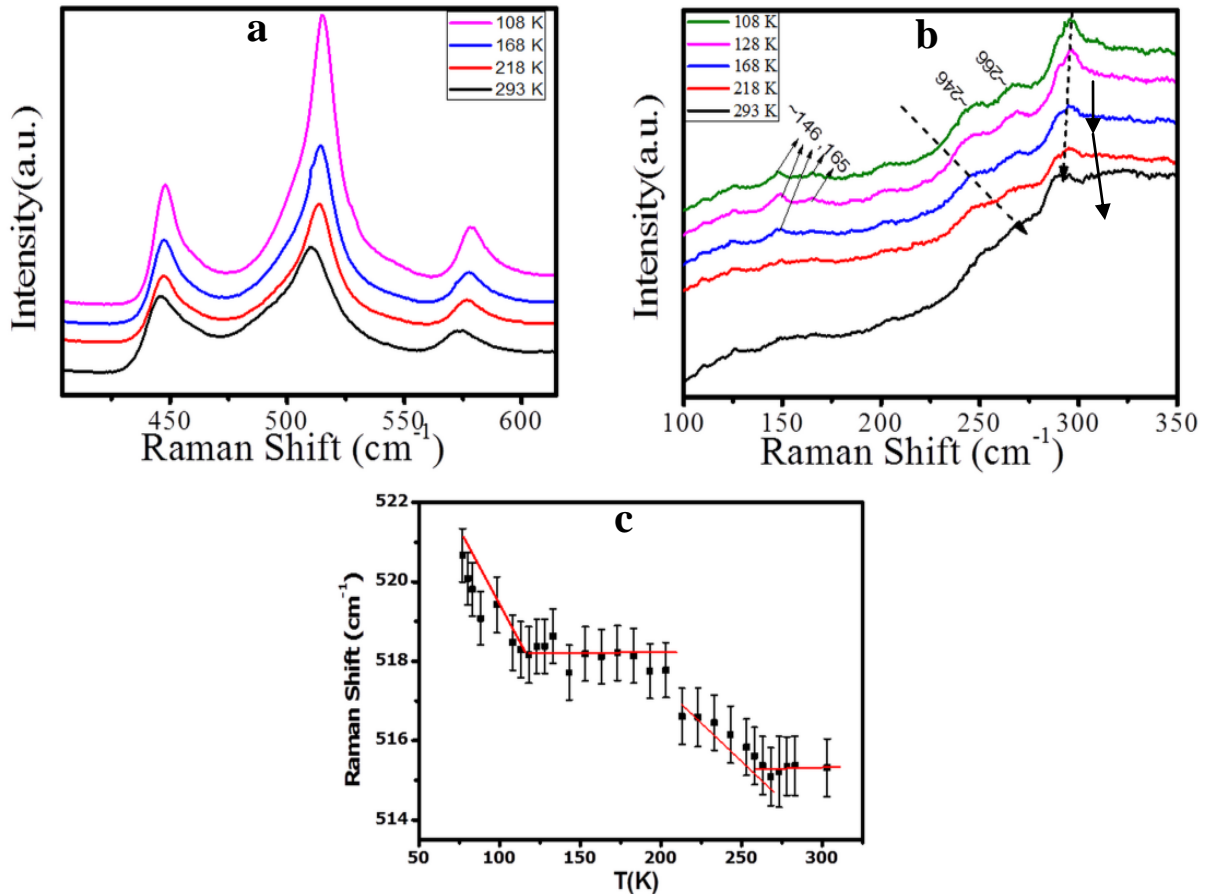 a
108 K
168 K
218 K
293 K
Intensity(a.u.)
450 500 550 600
Raman Shift (cm⁻¹)
b
108 K
128 K
168 K
218 K
293 K
~146,165
~246
~266
Intensity(a.u.)
100 150 200 250 300 350
Raman Shift (cm⁻¹)
c
522
520
518
516
514
Raman Shift (cm⁻¹)
50 100 150 200 250 300
T(K)